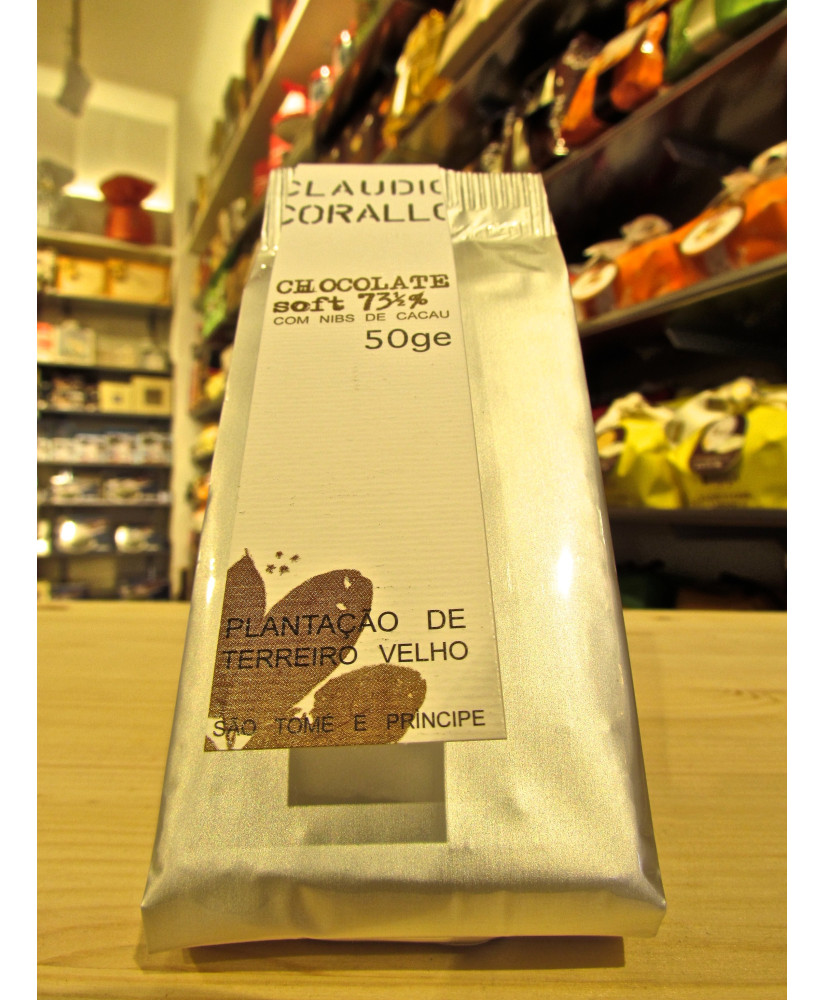 CLAUDIO
CORALLO
CHOCOLATE
soft 73½%
COM NIBS DE CACAU
50ge
PLANTAÇÃO DE
TERREIRO VELHO
SÃO TOMÉ E PRINCIPE